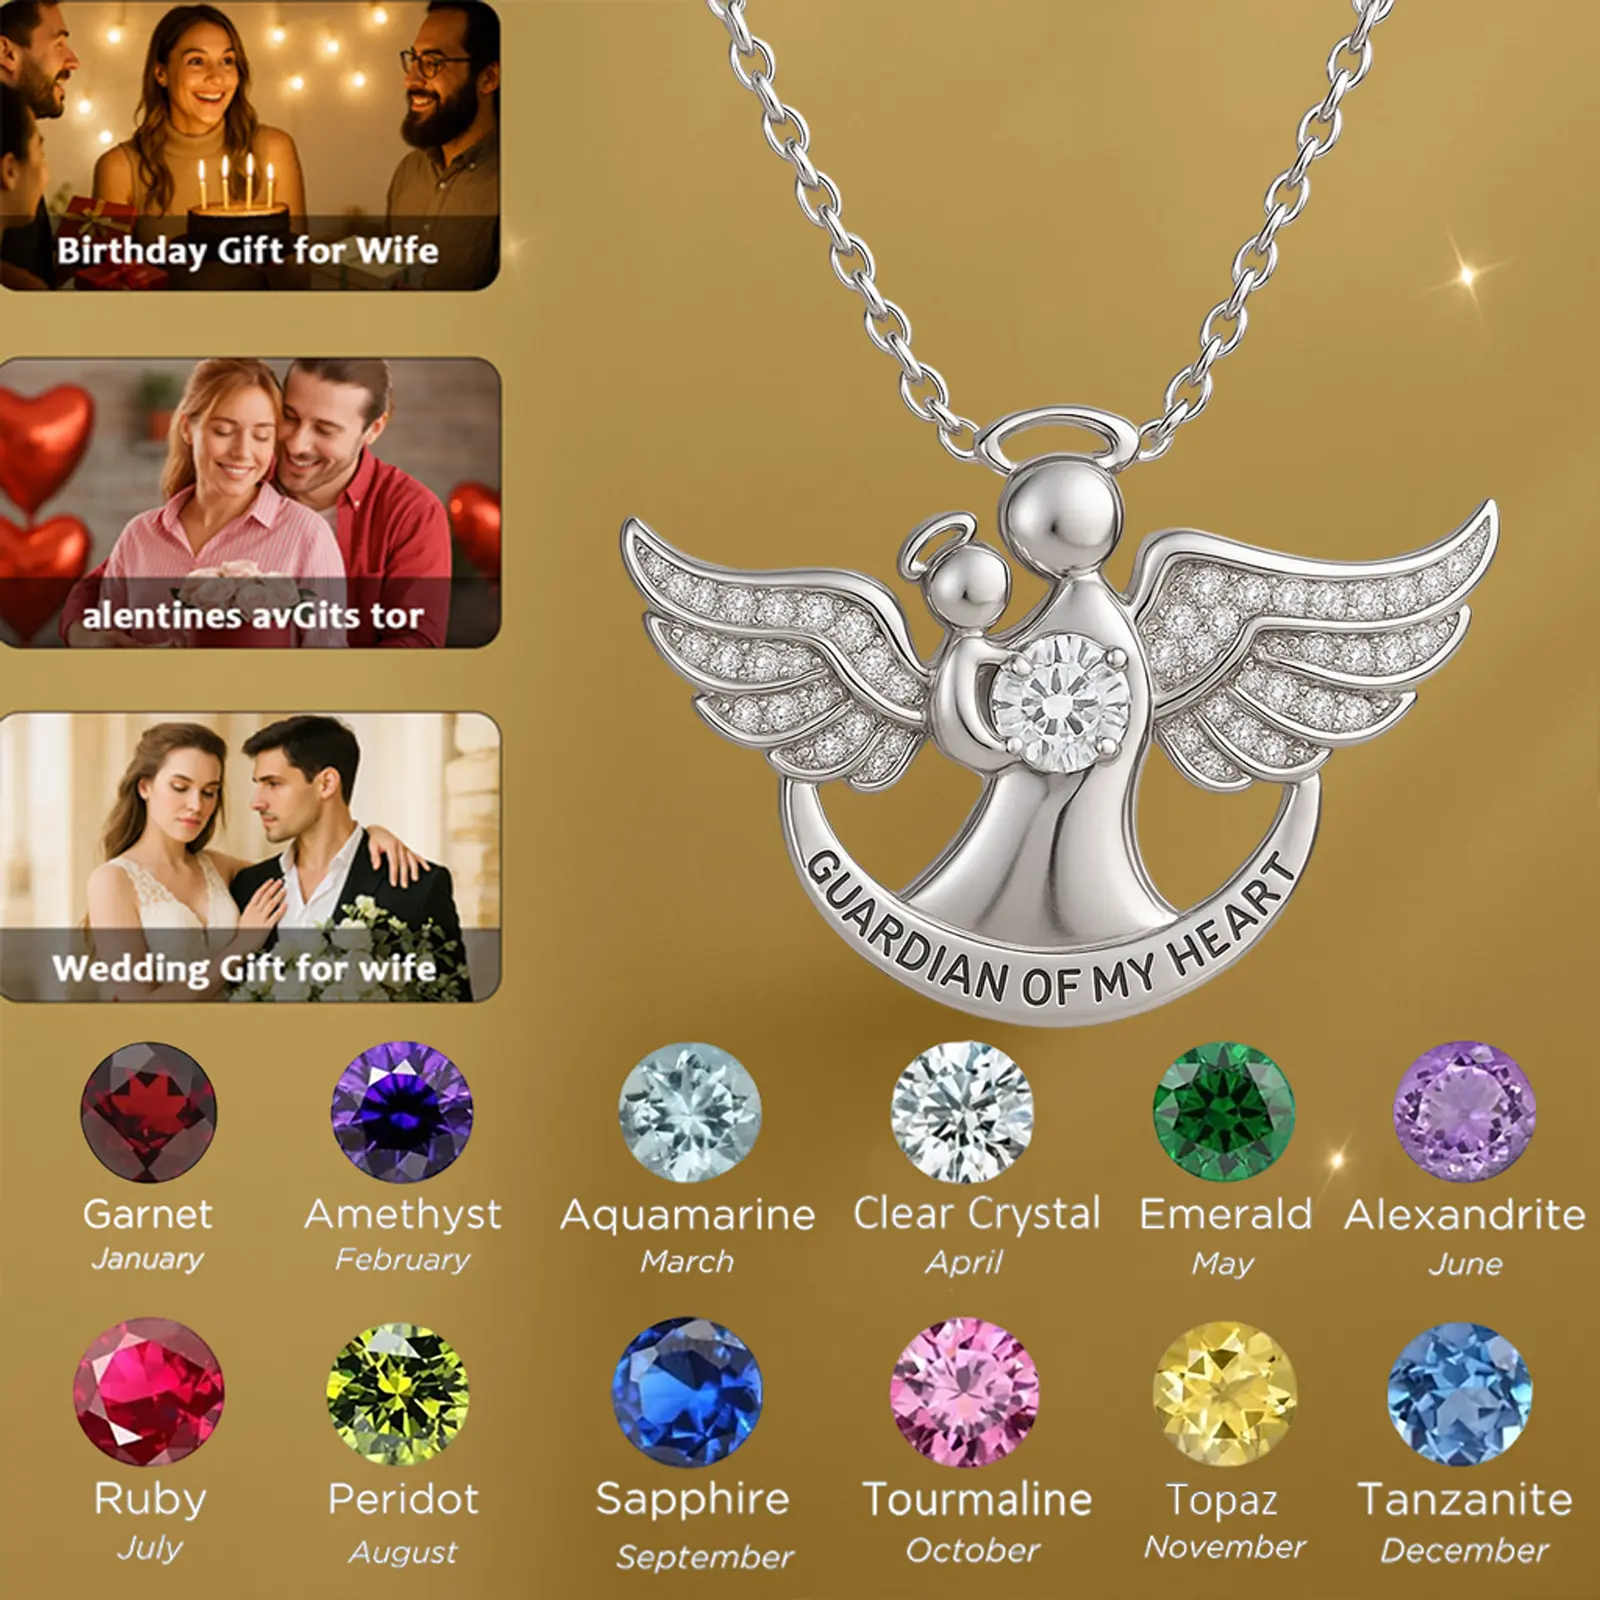 Birthday Gift for Wife
alentines avGits tor
Wedding Gift for wife
GUARDIAN OF MY HEART
Garnet
January
Amethyst
February
Aquamarine
March
Clear Crystal
April
Emerald
May
Alexandrite
June
Ruby
July
Peridot
August
Sapphire
September
Tourmaline
October
Topaz
November
Tanzanite
December